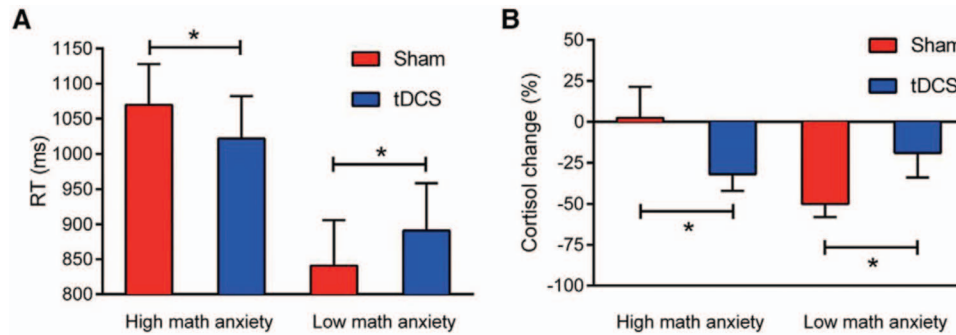 A
RT (ms)
1150
1100
1050
1000
950
900
850
800
*
*
Sham
tDCS
High math anxiety Low math anxiety
B
Cortisol change (%)
50
25
0
-25
-50
-75
-100
Sham
tDCS
*
*
High math anxiety Low math anxiety